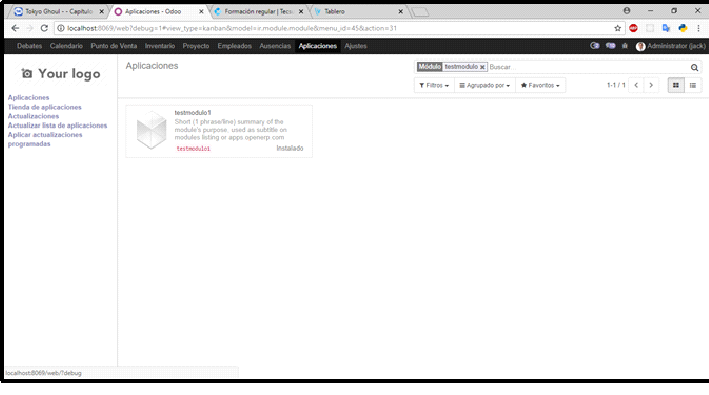 Tokyo Ghoul - - Capítulo
Aplicaciones - Odoo
Formación regular | Tecsu
Tablero
localhost:8069/web?debug=1#view_type=kanban&model=ir.module.module&menu_id=45&action=31
Debates Calendario Punto de Venta Inventario Proyecto Empleados Ausencias Aplicaciones Ajustes
Administrator (jack)
Your logo
Aplicaciones
Tienda de aplicaciones
Actualizaciones
Actualizar lista de aplicaciones
Aplicar actualizaciones
programadas
Aplicaciones
Módulo testmodulo x Buscar...
Filtros Agrupado por Favoritos
1-1 / 1
testmodulo1
Short (1 phrase/line) summary of the
module's purpose, used as subtitle on
modules listing or apps.openerp.com
testmodulo1 Instalado
localhost:8069/web/?debug